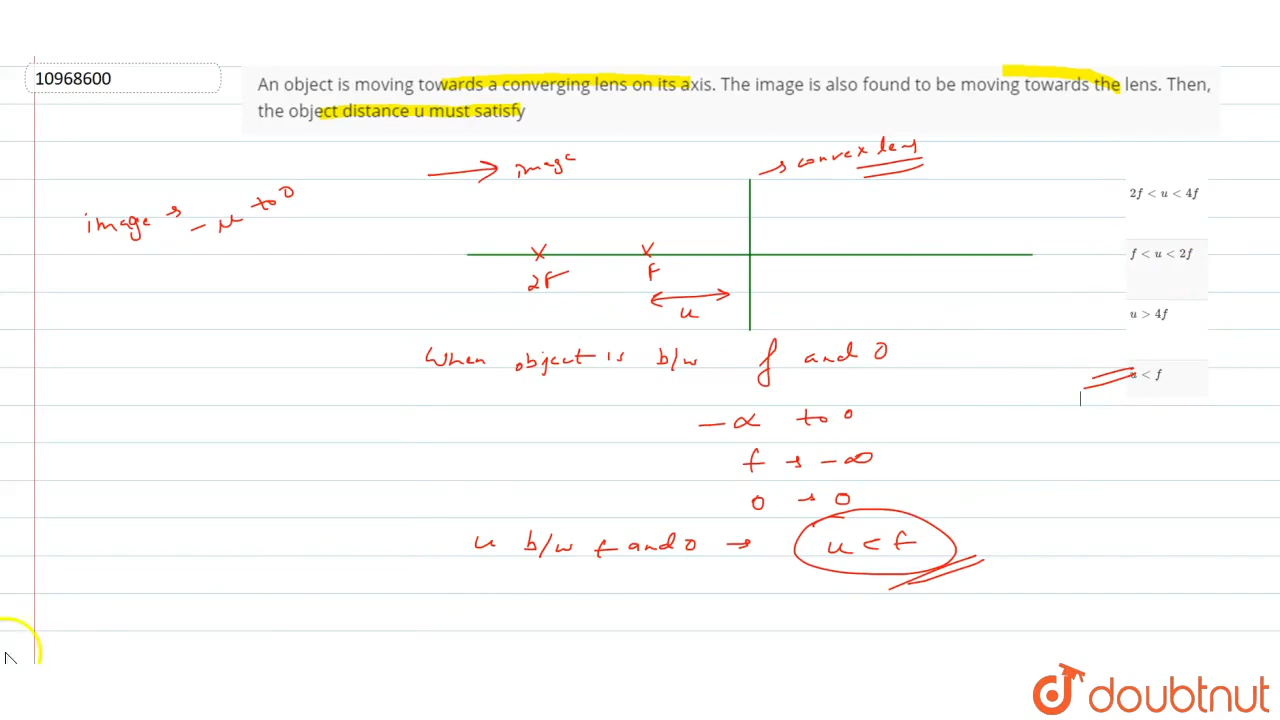 10968600
An object is moving towards a converging lens on its axis. The image is also found to be moving towards the lens. Then,
the object distance u must satisfy
→ convex lens
→ image
image → - ∝ to 0
2f < u < 4f
f < u < 2f
2F
F
u
u > 4f
When object is b/w f and 0
u < f
- ∝ to 0
f → - ∞
0 → 0
u b/w f and 0 → u < f
doubtnut